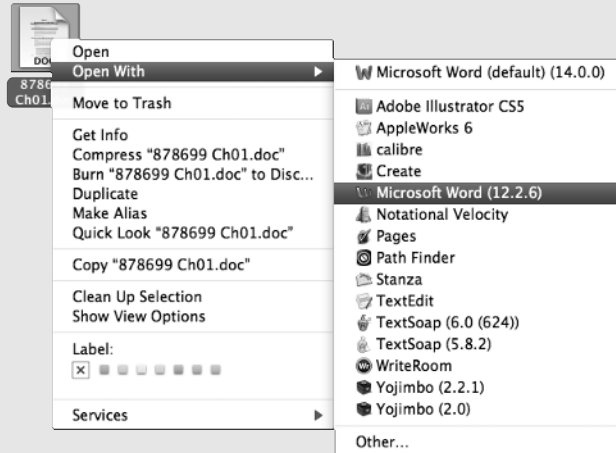 DOC
8786
Ch01.
Open
Open With
Move to Trash
Get Info
Compress “878699 Ch01.doc”
Burn “878699 Ch01.doc” to Disc...
Duplicate
Make Alias
Quick Look “878699 Ch01.doc”
Copy “878699 Ch01.doc”
Clean Up Selection
Show View Options
Label:
Services
Microsoft Word (default) (14.0.0)
Adobe Illustrator CS5
AppleWorks 6
calibre
Create
Microsoft Word (12.2.6)
Notational Velocity
Pages
Path Finder
Stanza
TextEdit
TextSoap (6.0 (624))
TextSoap (5.8.2)
WriteRoom
Yojimbo (2.2.1)
Yojimbo (2.0)
Other...